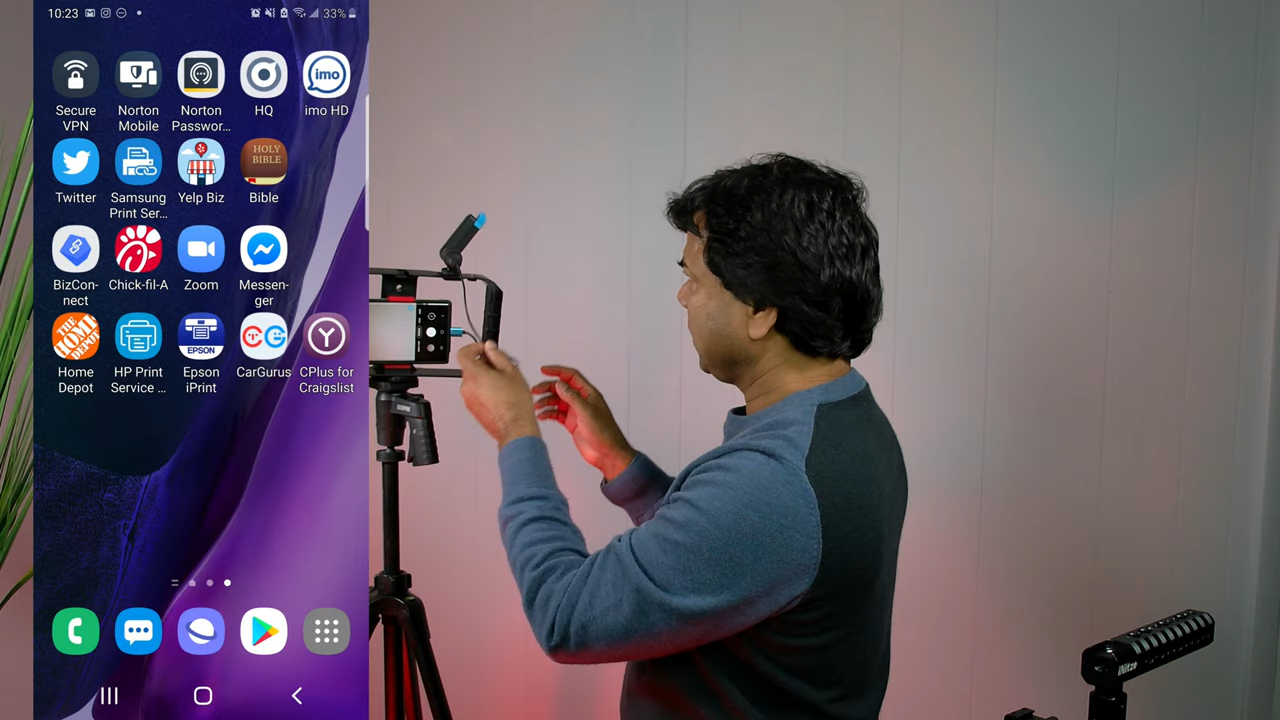 10:23
33%
imo
Secure
VPN
Norton
Mobile
Norton
Passwor...
HQ
imo HD
HOLY
BIBLE
Twitter
Samsung
Print Ser...
Yelp Biz
Bible
BizCon-
nect
Chick-fil-A
Zoom
Messen-
ger
THE
HOME
DEPOT
EPSON
CG
Y
Home
Depot
HP Print
Service ...
Epson
iPrint
CarGurus
CPlus for
Craigslist